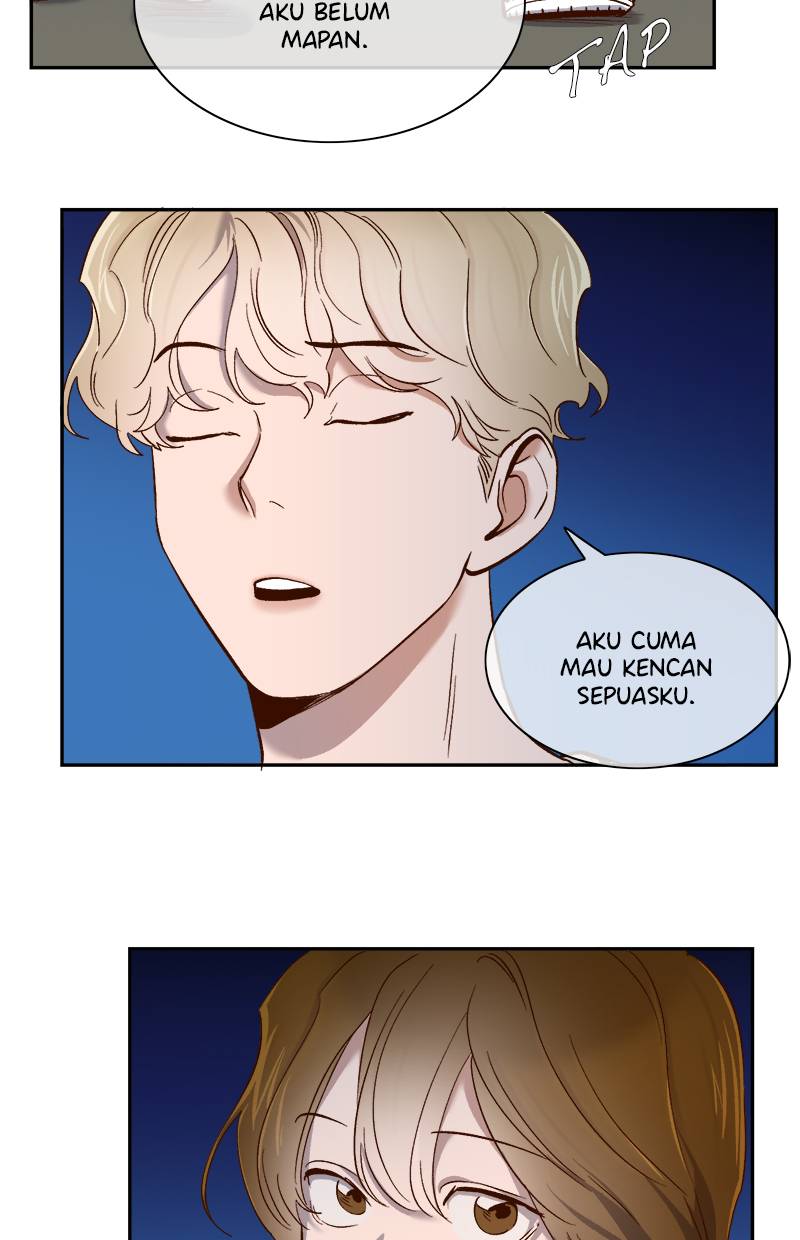 AKU BELUM
MAPAN.
TAP
AKU CUMA
MAU KENCAN
SEPUASKU.